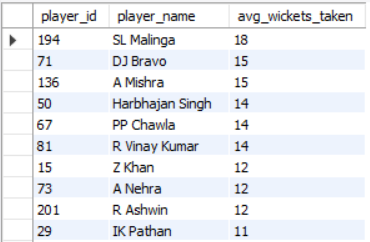 player_id player_name avg_wickets_taken
194 SL Malinga 18
71 DJ Bravo 15
136 A Mishra 15
50 Harbhajan Singh 14
67 PP Chawla 14
81 R Vinay Kumar 14
15 Z Khan 12
73 A Nehra 12
201 R Ashwin 12
29 IK Pathan 11